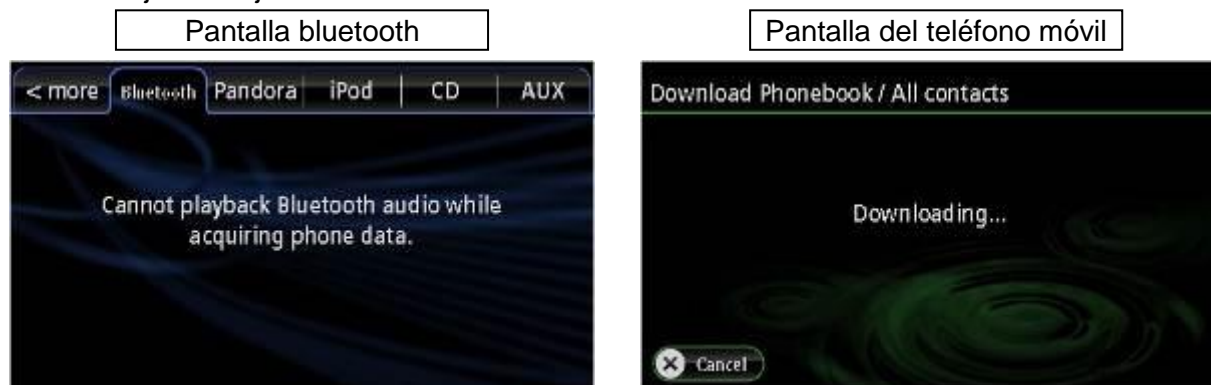 Pantalla bluetooth
< more Bluetooth Pandora iPod CD AUX
Cannot playback Bluetooth audio while
acquiring phone data.
Pantalla del teléfono móvil
Download Phonebook / All contacts
Downloading...
Cancel